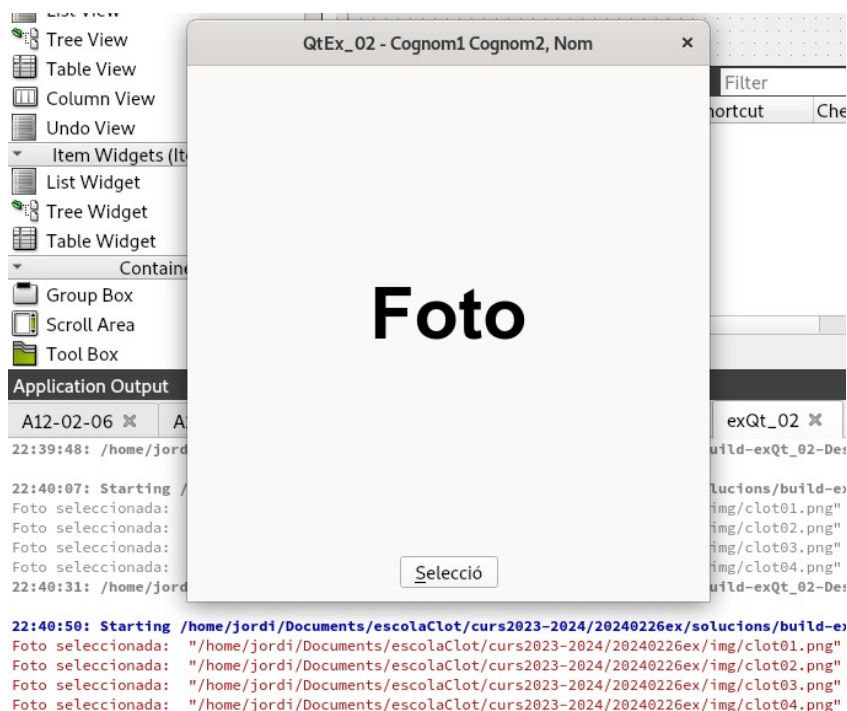 List View
Tree View
Table View
Column View
Undo View
Item Widgets (It
List Widget
Tree Widget
Table Widget
Containe
Group Box
Scroll Area
Tool Box
QtEx_02 - Cognom1 Cognom2, Nom ×
Foto
Selecció
Filter
hortcut Che
Application Output
A12-02-06 A exQt_02
22:39:48: /home/jord uild-exQt_02-Des
22:40:07: Starting / lucions/build-ex
Foto seleccionada: img/clot01.png"
Foto seleccionada: img/clot02.png"
Foto seleccionada: img/clot03.png"
Foto seleccionada: img/clot04.png"
22:40:31: /home/jord uild-exQt_02-Des
22:40:50: Starting /home/jordi/Documents/escolaClot/curs2023-2024/20240226ex/solucions/build-ex
Foto seleccionada: "/home/jordi/Documents/escolaClot/curs2023-2024/20240226ex/img/clot01.png"
Foto seleccionada: "/home/jordi/Documents/escolaClot/curs2023-2024/20240226ex/img/clot02.png"
Foto seleccionada: "/home/jordi/Documents/escolaClot/curs2023-2024/20240226ex/img/clot03.png"
Foto seleccionada: "/home/jordi/Documents/escolaClot/curs2023-2024/20240226ex/img/clot04.png"